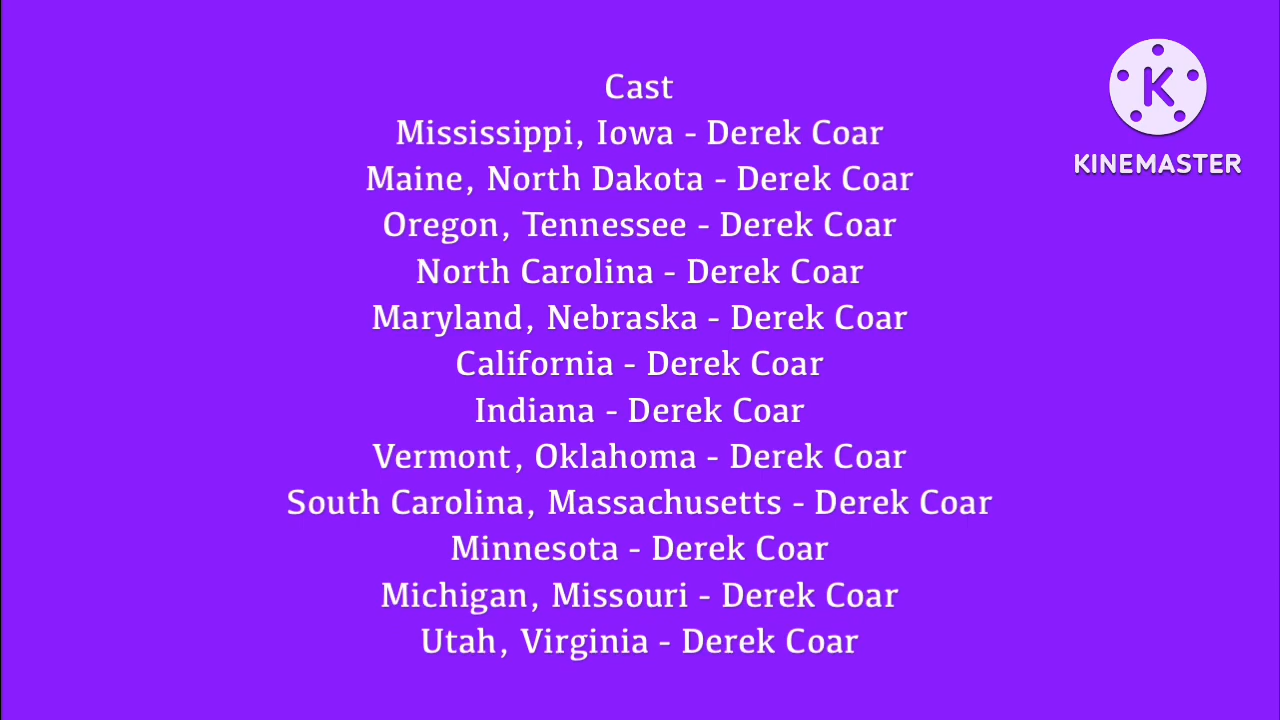 Cast
Mississippi, Iowa - Derek Coar
Maine, North Dakota - Derek Coar
Oregon, Tennessee - Derek Coar
North Carolina - Derek Coar
Maryland, Nebraska - Derek Coar
California - Derek Coar
Indiana - Derek Coar
Vermont, Oklahoma - Derek Coar
South Carolina, Massachusetts - Derek Coar
Minnesota - Derek Coar
Michigan, Missouri - Derek Coar
Utah, Virginia - Derek Coar
K
KINEMASTER